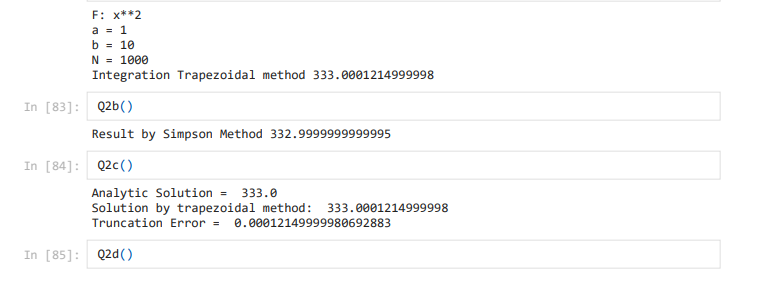 F: x**2
a = 1
b = 10
N = 1000
Integration Trapezoidal method 333.0001214999998
In [83]: Q2b()
Result by Simpson Method 332.9999999999995
In [84]: Q2c()
Analytic Solution =  333.0
Solution by trapezoidal method:  333.0001214999998
Truncation Error =  0.00012149999980692883
In [85]: Q2d()